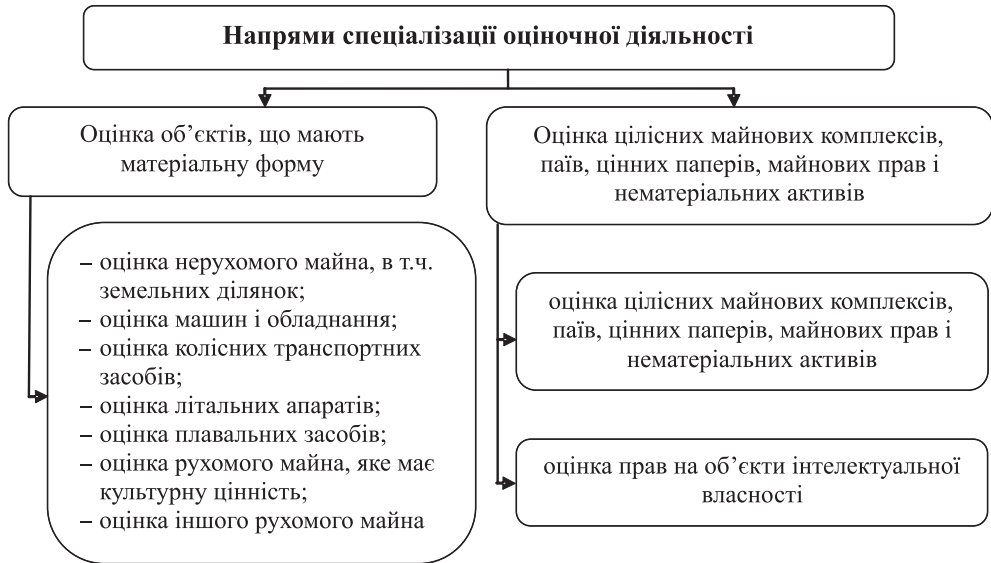 Напрями спеціалізації оціночної діяльності
Оцінка об’єктів, що мають
матеріальну форму
– оцінка нерухомого майна, в т.ч.
земельних ділянок;
– оцінка машин і обладнання;
– оцінка колісних транспортних
засобів;
– оцінка літальних апаратів;
– оцінка плавальних засобів;
– оцінка рухомого майна, яке має
культурну цінність;
– оцінка іншого рухомого майна
Оцінка цілісних майнових комплексів,
паїв, цінних паперів, майнових прав і
нематеріальних активів
оцінка цілісних майнових комплексів,
паїв, цінних паперів, майнових прав і
нематеріальних активів
оцінка прав на об’єкти інтелектуальної
власності